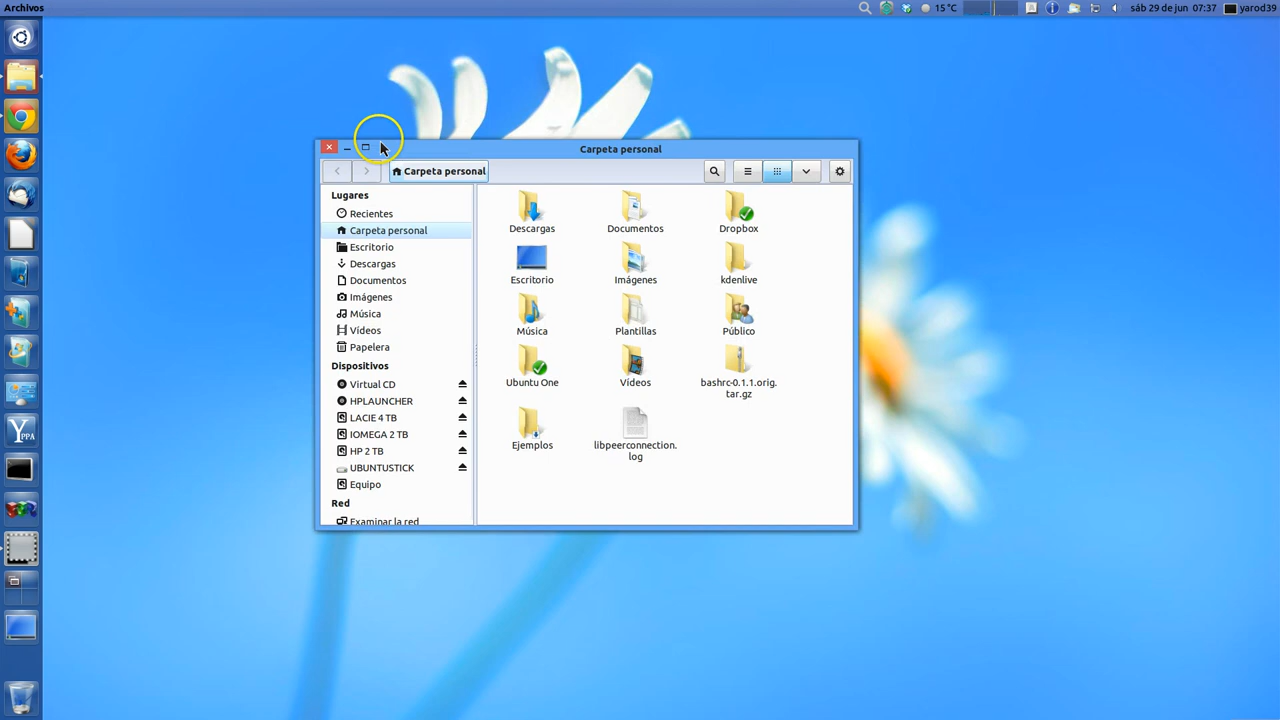 Archivos
15 °C
sáb 29 de jun 07:37
yarod39
Carpeta personal
Carpeta personal
Lugares
Recientes
Carpeta personal
Escritorio
Descargas
Documentos
Imágenes
Música
Vídeos
Papelera
Dispositivos
Virtual CD
HPLAUNCHER
LACIE 4 TB
IOMEGA 2 TB
HP 2 TB
UBUNTUSTICK
Equipo
Red
Examinar la red
Descargas
Documentos
Dropbox
Escritorio
Imágenes
kdenlive
Música
Plantillas
Público
Ubuntu One
Vídeos
bashrc-0.1.1.orig.
tar.gz
Ejemplos
libpeerconnection.
log
YPPA